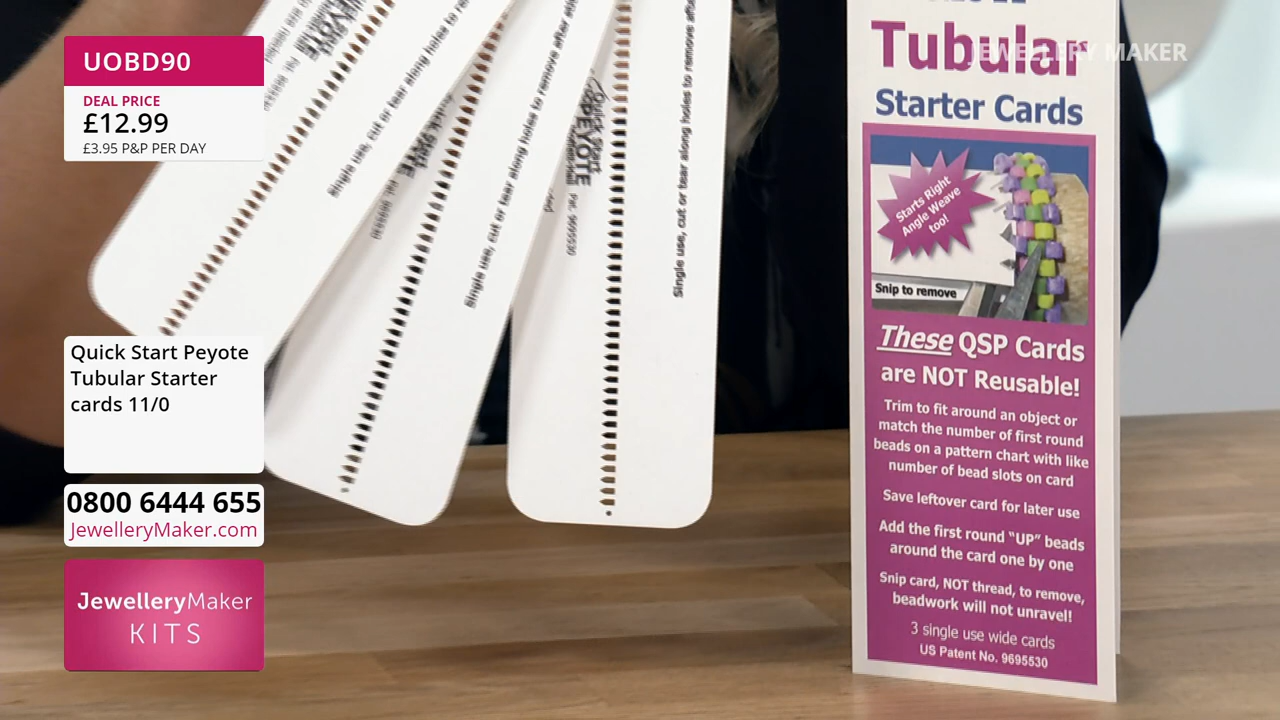 UOBD90
DEAL PRICE
£12.99
£3.95 P&P PER DAY
Quick Start Peyote
Tubular Starter
cards 11/0
0800 6444 655
JewelleryMaker.com
JewelleryMaker
KITS
JEWELLERY MAKER
PEYOTE
Single use, cut or tear along holes to re
Single use, cut or tear along holes to remove after
Quick Start
PEYOTE
Pat. 9695530
Single use, cut or tear along holes to remove afte
Tubular
Starter Cards
Starts Right
Angle Weave
too!
Snip to remove
These QSP Cards
are NOT Reusable!
Trim to fit around an object or
match the number of first round
beads on a pattern chart with like
number of bead slots on card
Save leftover card for later use
Add the first round “UP” beads
around the card one by one
Snip card, NOT thread, to remove,
beadwork will not unravel!
3 single use wide cards
US Patent No. 9695530